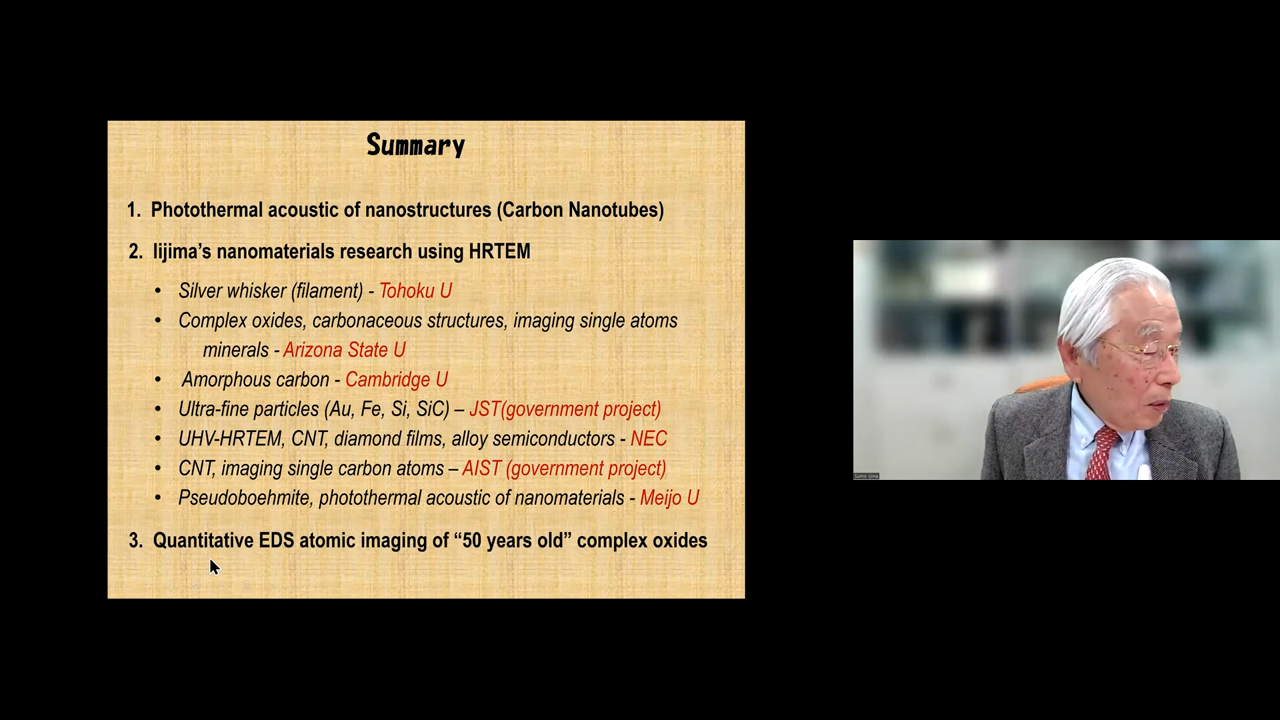 Summary
1. Photothermal acoustic of nanostructures (Carbon Nanotubes)
2. Iijima's nanomaterials research using HRTEM
• Silver whisker (filament) - Tohoku U
• Complex oxides, carbonaceous structures, imaging single atoms
minerals - Arizona State U
• Amorphous carbon - Cambridge U
• Ultra-fine particles (Au, Fe, Si, SiC) – JST(government project)
• UHV-HRTEM, CNT, diamond films, alloy semiconductors - NEC
• CNT, imaging single carbon atoms – AIST (government project)
• Pseudoboehmite, photothermal acoustic of nanomaterials - Meijo U
3. Quantitative EDS atomic imaging of “50 years old” complex oxides
Sumio Iijima